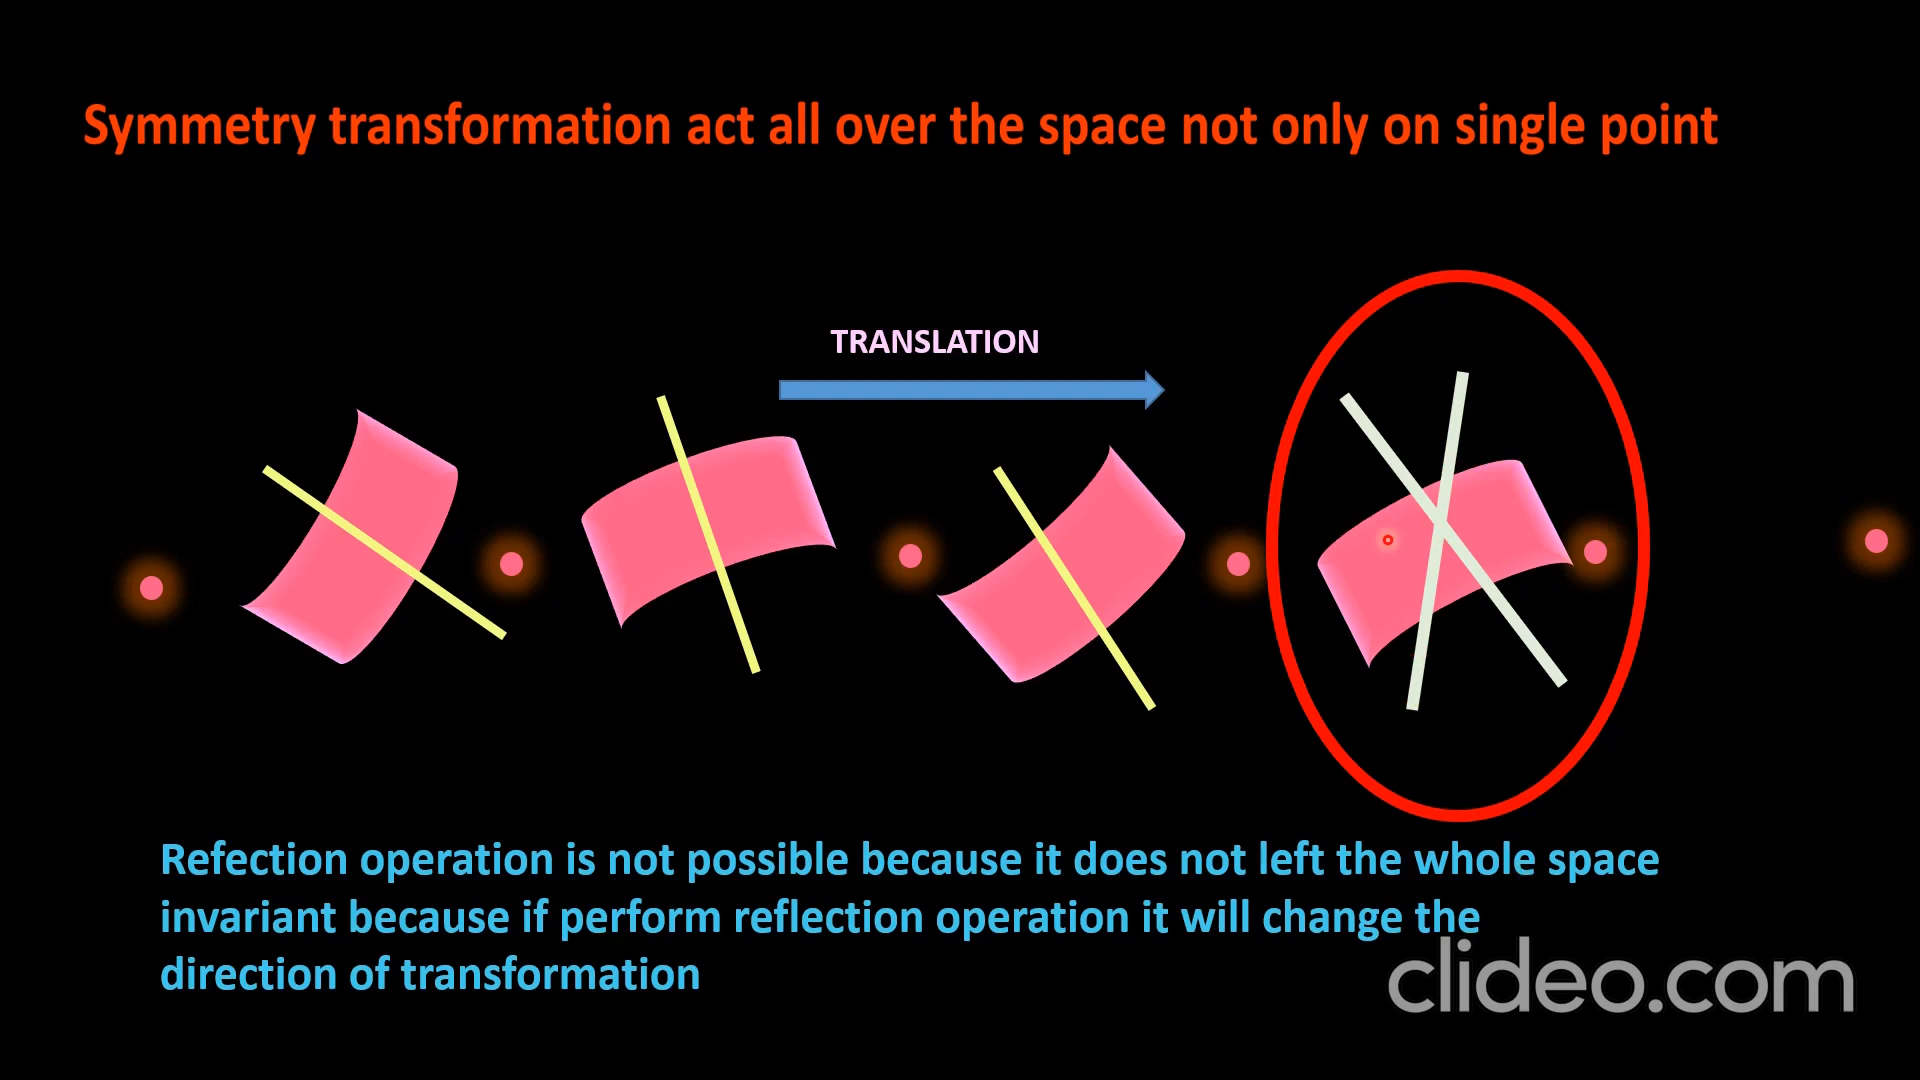 Symmetry transformation act all over the space not only on single point
TRANSLATION
Refection operation is not possible because it does not left the whole space
invariant because if perform reflection operation it will change the
direction of transformation
clideo.com